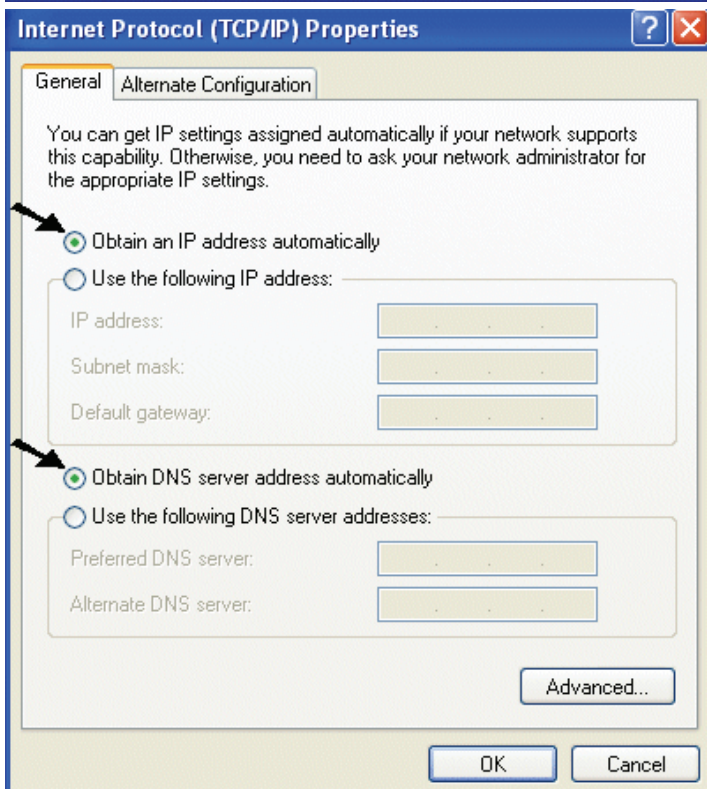 Internet Protocol (TCP/IP) Properties
General
Alternate Configuration
You can get IP settings assigned automatically if your network supports
this capability. Otherwise, you need to ask your network administrator for
the appropriate IP settings.
Obtain an IP address automatically
Use the following IP address:
IP address:
Subnet mask:
Default gateway:
Obtain DNS server address automatically
Use the following DNS server addresses:
Preferred DNS server:
Alternate DNS server:
Advanced...
OK
Cancel